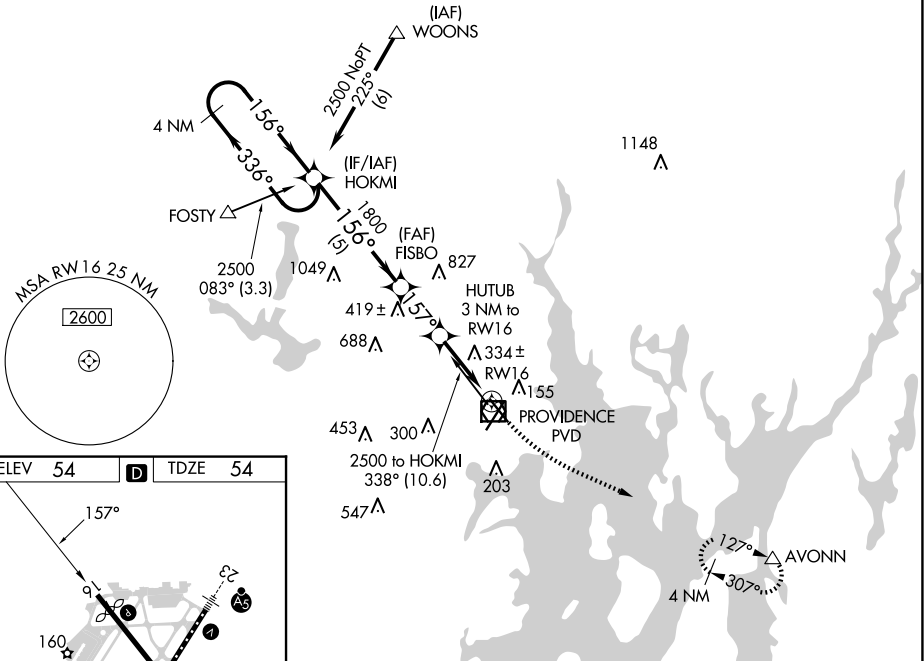 (IAF)
WOONS
2500 NoPT
225°
(6)
4 NM
156°
336°
1148
(IF/IAF)
HOKMI
FOSTY
1800
156°
(5)
(FAF)
FISBO
827
2500
083° (3.3)
1049
MSA RW16 25 NM
2600
HUTUB
3 NM to
RW16
419 ±
157°
688
334 ±
RW16
155
PROVIDENCE
PVD
453
300
2500 to HOKMI
338° (10.6)
203
547
ELEV 54
D
TDZE 54
157°
16
23
A5
160
127°
AVONN
307°
4 NM